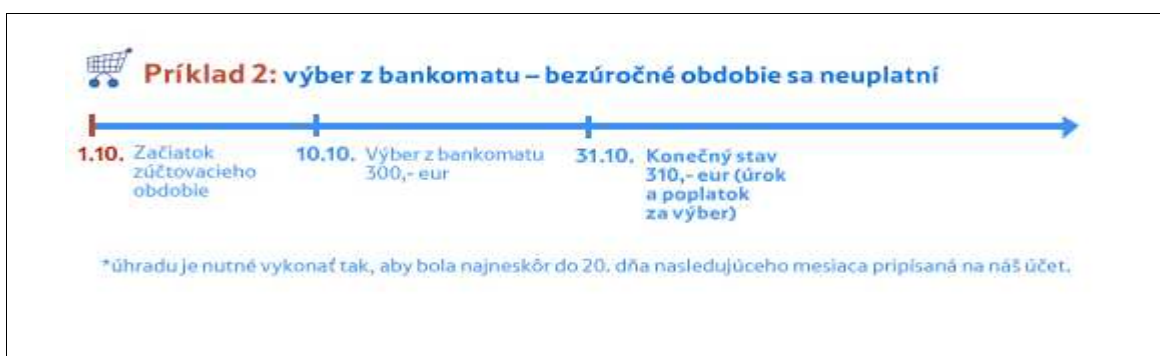 Príklad 2: výber z bankomatu – bezúročné obdobie sa neuplatní
1.10. Začiatok
zúčtovacieho
obdobie
10.10. Výber z bankomatu
300,- eur
31.10. Konečný stav
310,- eur (úrok
a poplatok
za výber)
*úhradu je nutné vykonať tak, aby bola najneskôr do 20. dňa nasledujúceho mesiaca pripísaná na náš účet.